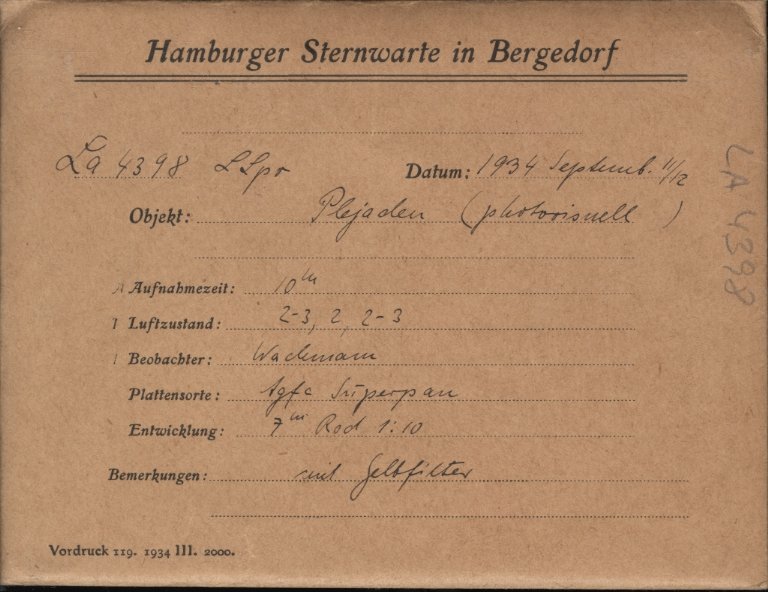 Hamburger Sternwarte in Bergedorf
La 4398 LSpr Datum: 1934 Septemb. 11/12
Objekt: Plejaden (photovisuell)
Aufnahmezeit: 10m
Luftzustand: 2-3, 2, 2-3
Beobachter: Wachmann
Plattensorte: Agfa Superpan
Entwicklung: 7m Rod 1:10
Bemerkungen: mit Gelbfilter
Vordruck 119. 1934 III. 2000.
LA 4398